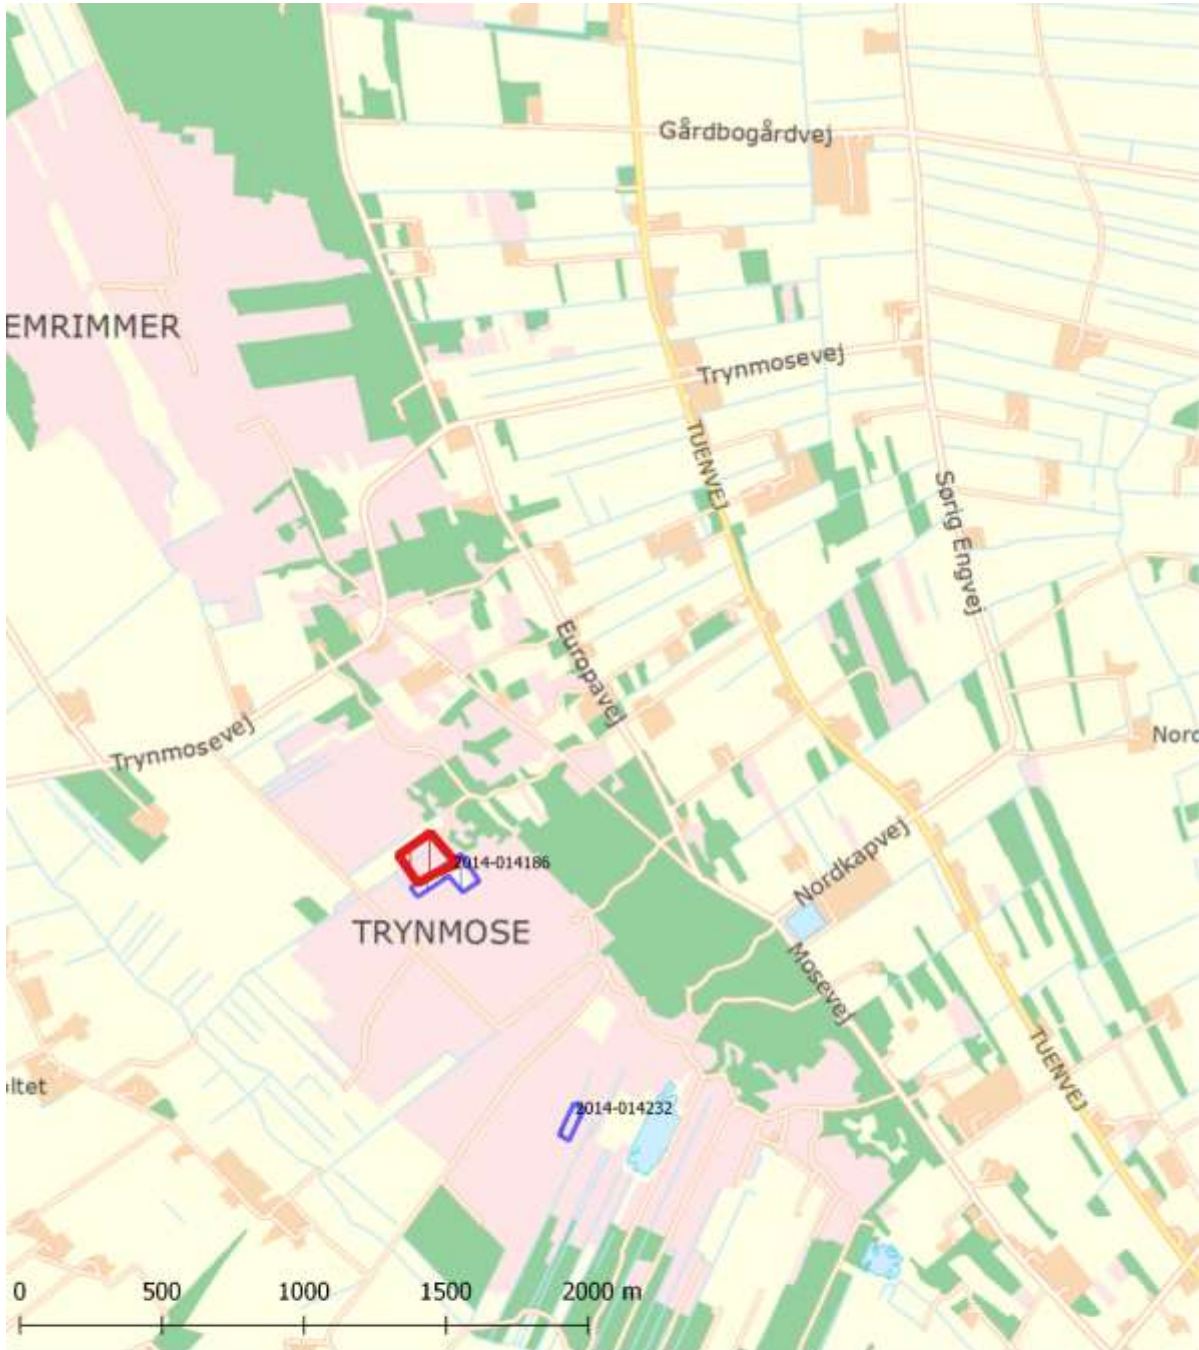 Gårdbogårdvej
EMRIMMER
Trynmosevej
TUENVEJ
Sørig Engvej
Europavej
Trynmosevej
Nord
2014-014186
Nordkapvej
TRYNMOSE
Mosevej
TUENVEJ
ltet
2014-014232
0 500 1000 1500 2000 m